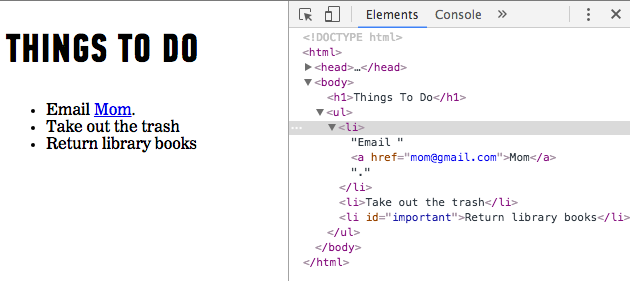 THINGS TO DO
• Email Mom.
• Take out the trash
• Return library books
Elements Console »
<!DOCTYPE html>
<html>
▶<head>…</head>
▼<body>
<h1>Things To Do</h1>
▼<ul>
… ▼<li>
"Email "
<a href="mom@gmail.com">Mom</a>
"."
</li>
<li>Take out the trash</li>
<li id="important">Return library books</li>
</ul>
</body>
</html>